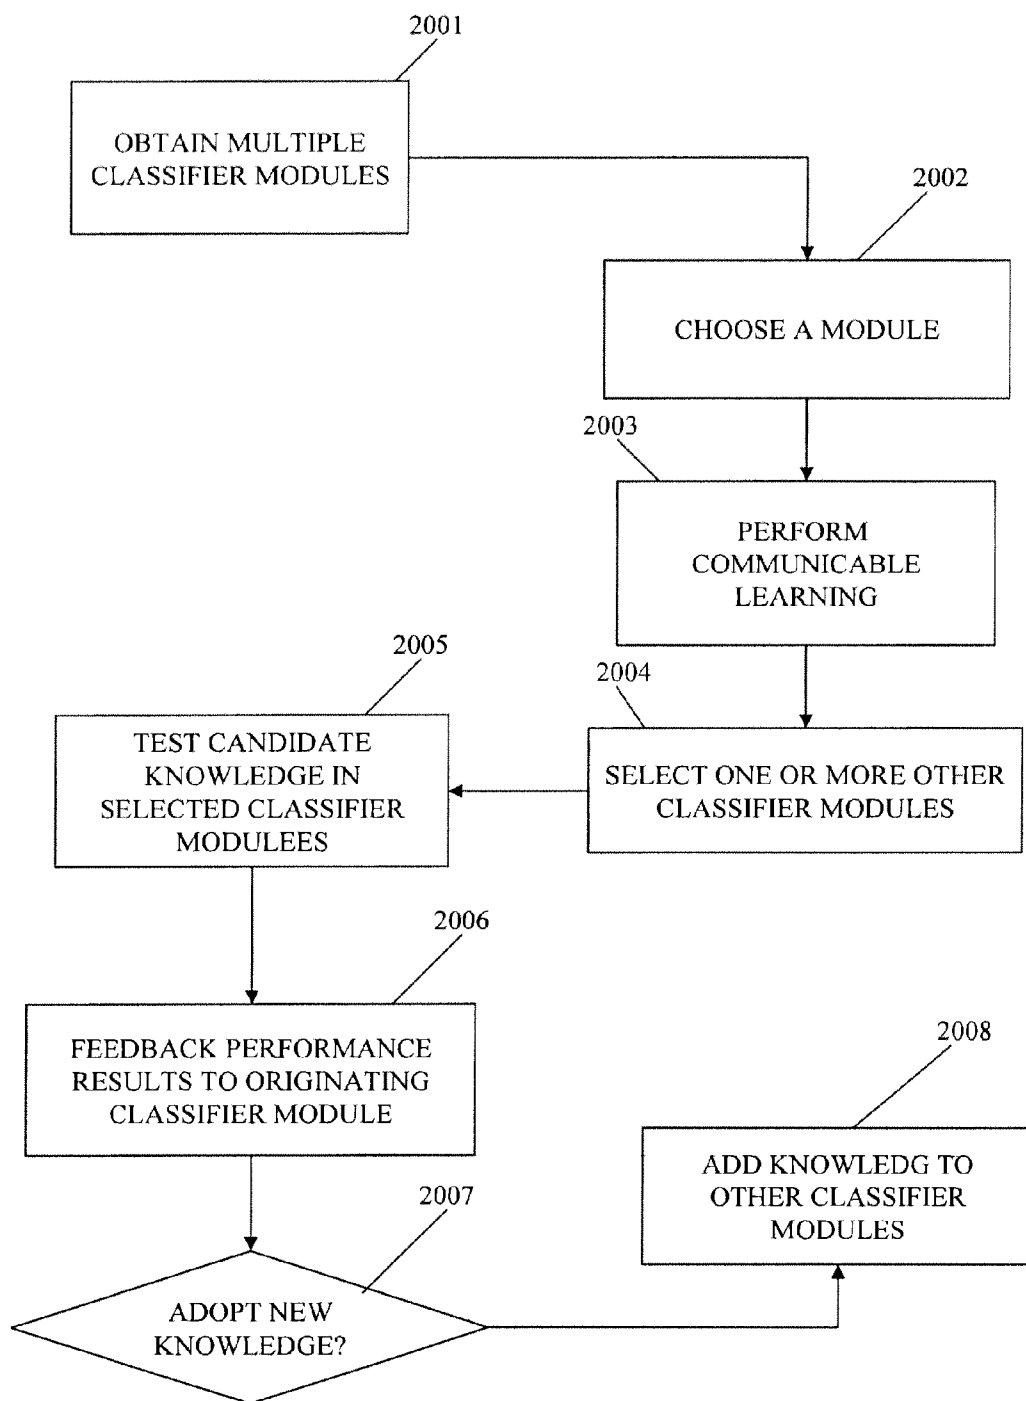 2001
OBTAIN MULTIPLE
CLASSIFIER MODULES
2002
CHOOSE A MODULE
2003
PERFORM
COMMUNICABLE
LEARNING
2004
SELECT ONE OR MORE OTHER
CLASSIFIER MODULES
2005
TEST CANDIDATE
KNOWLEDGE IN
SELECTED CLASSIFIER
MODULEES
2006
FEEDBACK PERFORMANCE
RESULTS TO ORIGINATING
CLASSIFIER MODULE
2007
ADOPT NEW
KNOWLEDGE?
2008
ADD KNOWLEDG TO
OTHER CLASSIFIER
MODULES